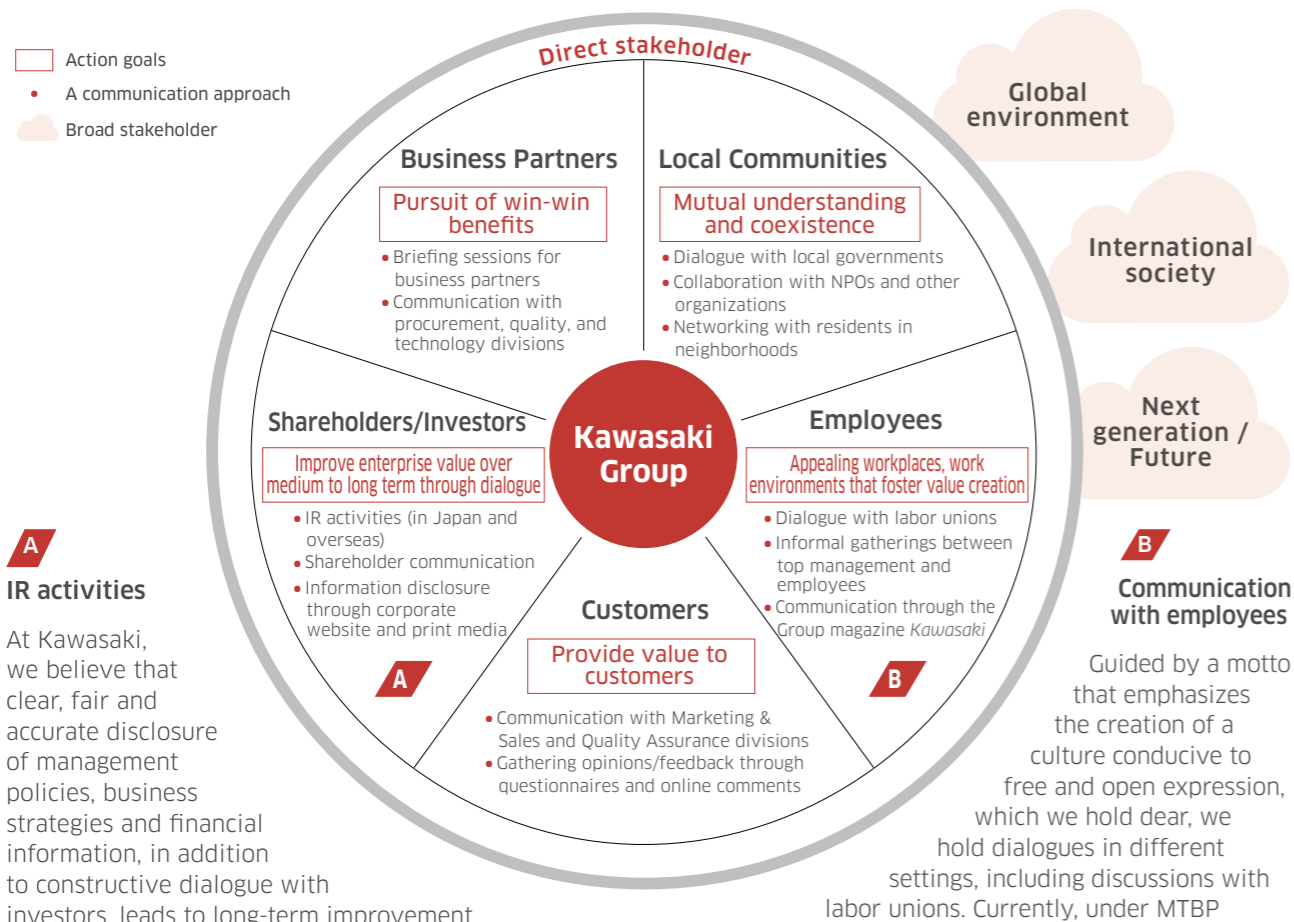 Action goals
A communication approach
Broad stakeholder
Direct stakeholder
Business Partners
Pursuit of win-win
benefits
• Briefing sessions for
business partners
• Communication with
procurement, quality, and
technology divisions
Local Communities
Mutual understanding
and coexistence
• Dialogue with local governments
• Collaboration with NPOs and other
organizations
• Networking with residents in
neighborhoods
Global
environment
International
society
Next
generation /
Future
Shareholders/Investors
Improve enterprise value over
medium to long term through dialogue
• IR activities (in Japan and
overseas)
• Shareholder communication
• Information disclosure
through corporate
website and print media
A
Kawasaki
Group
Employees
Appealing workplaces, work
environments that foster value creation
• Dialogue with labor unions
• Informal gatherings between
top management and
employees
• Communication through the
Group magazine Kawasaki
B
Customers
Provide value to
customers
• Communication with Marketing &
Sales and Quality Assurance divisions
• Gathering opinions/feedback through
questionnaires and online comments
A
IR activities
At Kawasaki,
we believe that
clear, fair and
accurate disclosure
of management
policies, business
strategies and financial
information, in addition
to constructive dialogue with
investors, leads to long-term improvement
B
Communication
with employees
Guided by a motto
that emphasizes
the creation of a
culture conducive to
free and open expression,
which we hold dear, we
hold dialogues in different
settings, including discussions with
labor unions. Currently, under MTBP